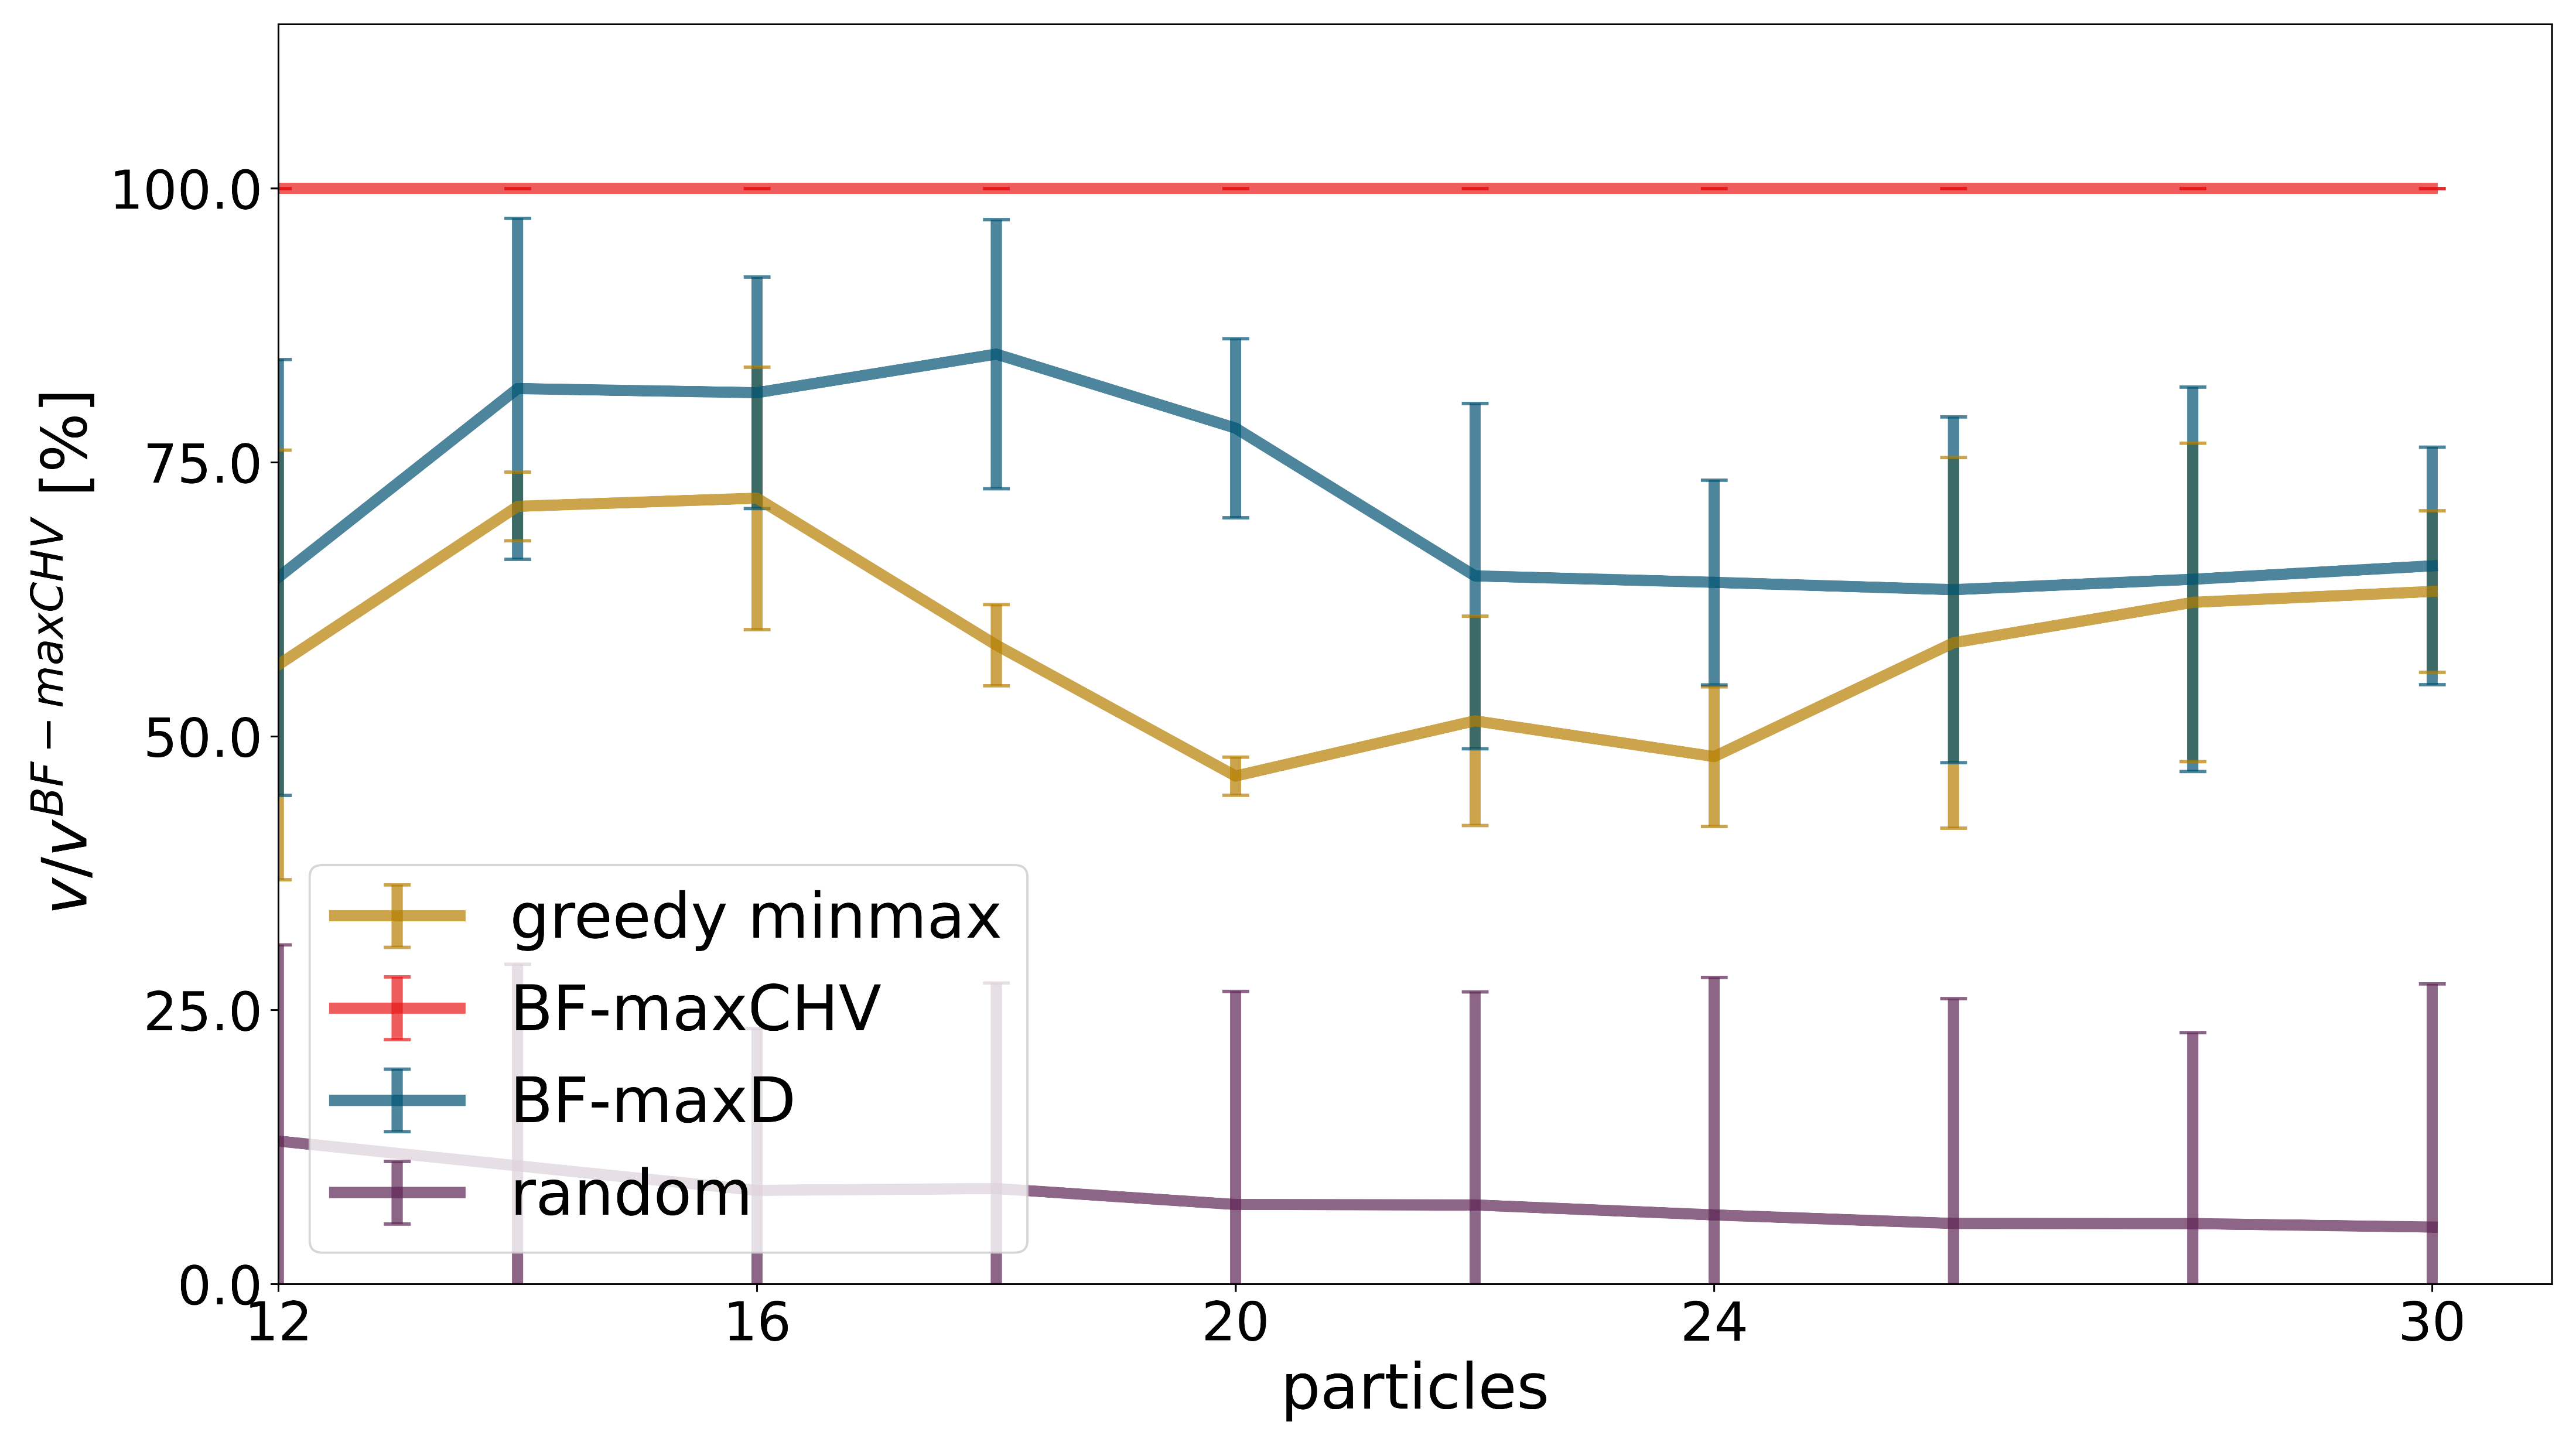 v/v^{BF-maxCHV} [%]
100.0
75.0
50.0
25.0
0.0
greedy minmax
BF-maxCHV
BF-maxD
random
12 16 20 24 30
particles